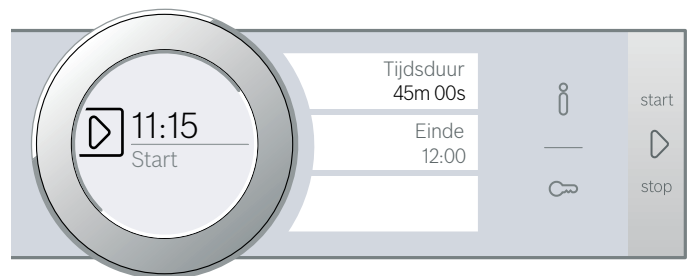 11:15
Start
Tijdsduur
45m 00s
Einde
12:00
start
stop